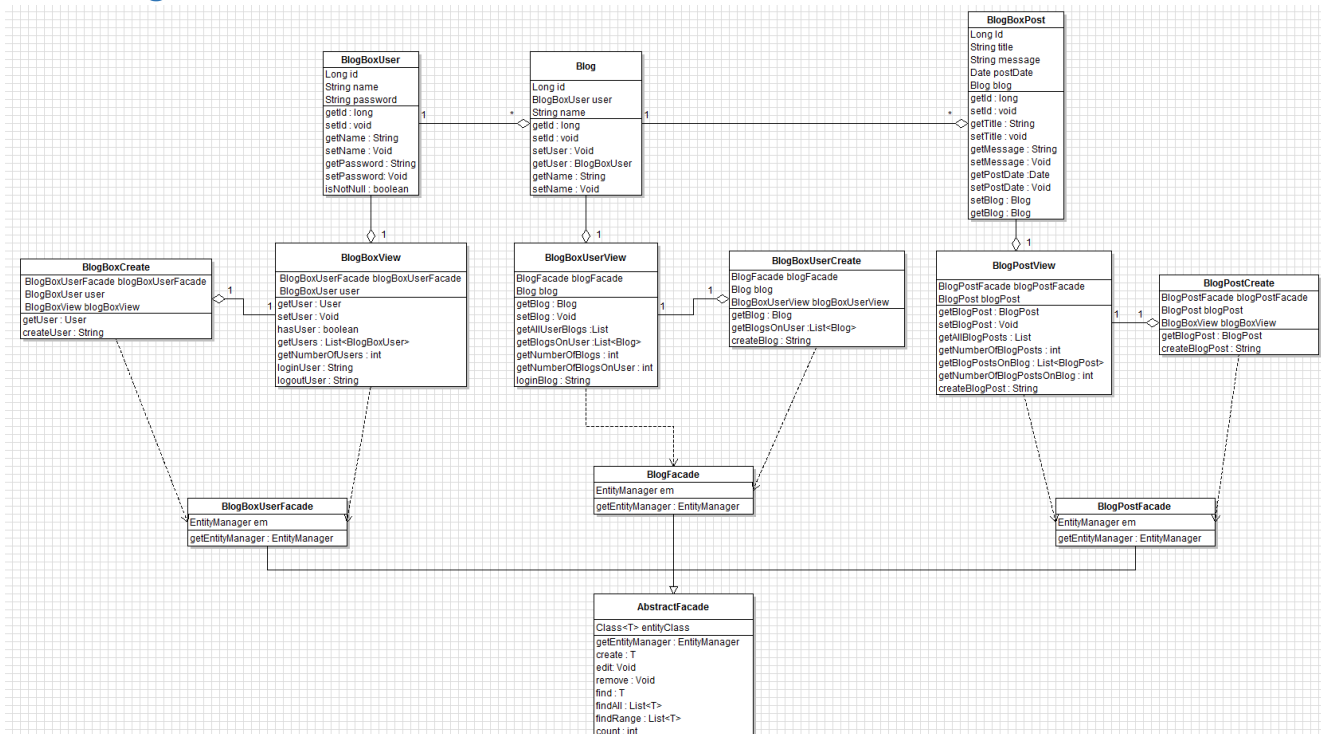 BlogBoxPost
Long Id
String title
String message
Date postDate
Blog blog
getId : long
setId : void
getTitle : String
setTitle : void
getMessage : String
setMessage : Void
getPostDate :Date
setPostDate : Void
setBlog : Blog
getBlog : Blog
BlogBoxUser
Long id
String name
String password
getId : long
setId : void
getName : String
setName : Void
getPassword : String
setPassword: Void
isNotNull : boolean
1
*
Blog
Long id
BlogBoxUser user
String name
getId : long
setId : void
setUser : Void
getUser : BlogBoxUser
getName : String
setName : Void
1
*
1
1
1
BlogBoxCreate
BlogBoxUserFacade blogBoxUserFacade
BlogBoxUser user
BlogBoxView blogBoxView
getUser : User
createUser : String
1
1
BlogBoxView
BlogBoxUserFacade blogBoxUserFacade
BlogBoxUser user
getUser : User
setUser : Void
hasUser : boolean
getUsers : List<BlogBoxUser>
getNumberOfUsers : int
loginUser : String
logoutUser : String
BlogBoxUserView
BlogFacade blogFacade
Blog blog
getBlog : Blog
setBlog : Void
getAllUserBlogs :List
getBlogsOnUser :List<Blog>
getNumberOfBlogs : int
getNumberOfBlogsOnUser : int
loginBlog : String
1
1
BlogBoxUserCreate
BlogFacade blogFacade
Blog blog
BlogBoxUserView blogBoxUserView
getBlog : Blog
getBlogsOnUser :List<Blog>
createBlog : String
BlogPostView
BlogPostFacade blogPostFacade
BlogPost blogPost
getBlogPost : BlogPost
setBlogPost : Void
getAllBlogPosts : List
getNumberOfBlogPosts : int
getBlogPostsOnBlog : List<BlogPost>
getNumberOfBlogPostsOnBlog : int
createBlogPost : String
1
1
BlogPostCreate
BlogPostFacade blogPostFacade
BlogPost blogPost
BlogBoxView blogBoxView
getBlogPost : BlogPost
createBlogPost : String
BlogBoxUserFacade
EntityManager em
getEntityManager : EntityManager
BlogFacade
EntityManager em
getEntityManager : EntityManager
BlogPostFacade
EntityManager em
getEntityManager : EntityManager
AbstractFacade
Class<T> entityClass
getEntityManager : EntityManager
create : T
edit: Void
remove : Void
find : T
findAll : List<T>
findRange : List<T>
count : int